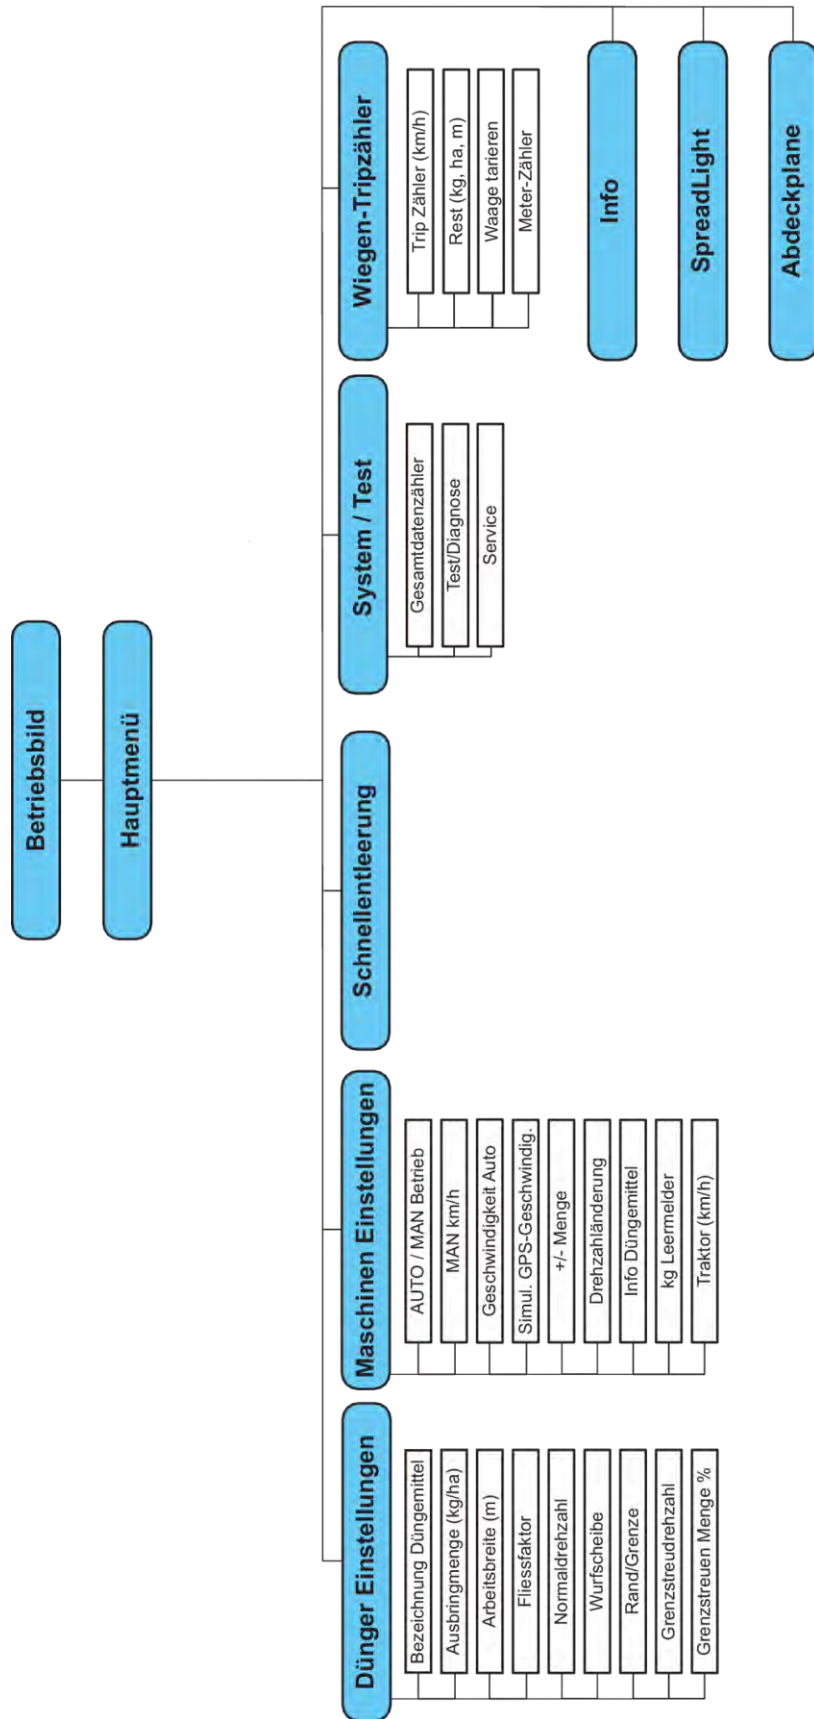 Betriebsbild
Hauptmenü
Dünger Einstellungen
Bezeichnung Düngemittel
Ausbringmenge (kg/ha)
Arbeitsbreite (m)
Fliessfaktor
Normaldrehzahl
Wurfscheibe
Rand/Grenze
Grenzstreudrehzahl
Grenzstreuen Menge %
Maschinen Einstellungen
AUTO / MAN Betrieb
MAN km/h
Geschwindigkeit Auto
Simul. GPS-Geschwindig.
+/- Menge
Drehzahländerung
Info Düngemittel
kg Leermelder
Traktor (km/h)
Schnellentleerung
System / Test
Gesamtdatenzähler
Test/Diagnose
Service
Wiegen-Tripzähler
Trip Zähler (km/h)
Rest (kg, ha, m)
Waage tarieren
Meter-Zähler
Info
SpreadLight
Abdeckplane